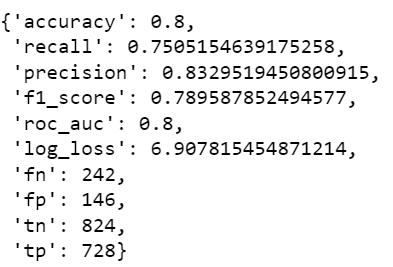 {'accuracy': 0.8,
 'recall': 0.7505154639175258,
 'precision': 0.8329519450800915,
 'f1_score': 0.789587852494577,
 'roc_auc': 0.8,
 'log_loss': 6.907815454871214,
 'fn': 242,
 'fp': 146,
 'tn': 824,
 'tp': 728}